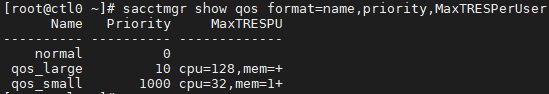 [root@ctl0 ~]# sacctmgr show qos format=name,priority,MaxTRESPerUser
Name Priority MaxTRESPU
---------- ---------- -------------
normal 0
qos_large 10 cpu=128,mem=+
qos_small 1000 cpu=32,mem=1+